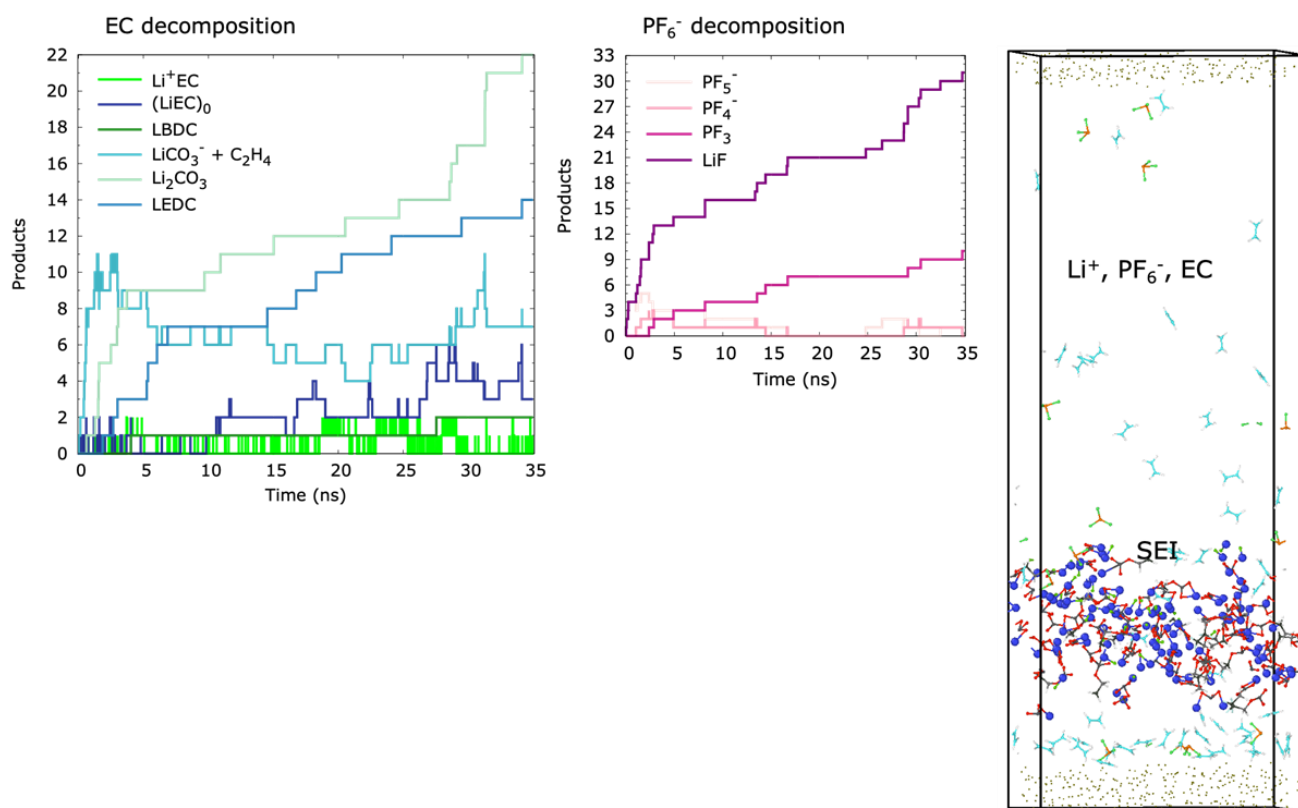 EC decomposition
22
20
18
16
14
12
10
8
6
4
2
0
Products
Li⁺EC
(LiEC)₀
LBDC
LiCO₃⁻ + C₂H₄
Li₂CO₃
LEDC
0 5 10 15 20 25 30 35
Time (ns)
PF₆⁻ decomposition
33
30
27
24
21
18
15
12
9
6
3
0
Products
PF₅⁻
PF₄⁻
PF₃
LiF
0 5 10 15 20 25 30 35
Time (ns)
Li⁺, PF₆⁻, EC
SEI